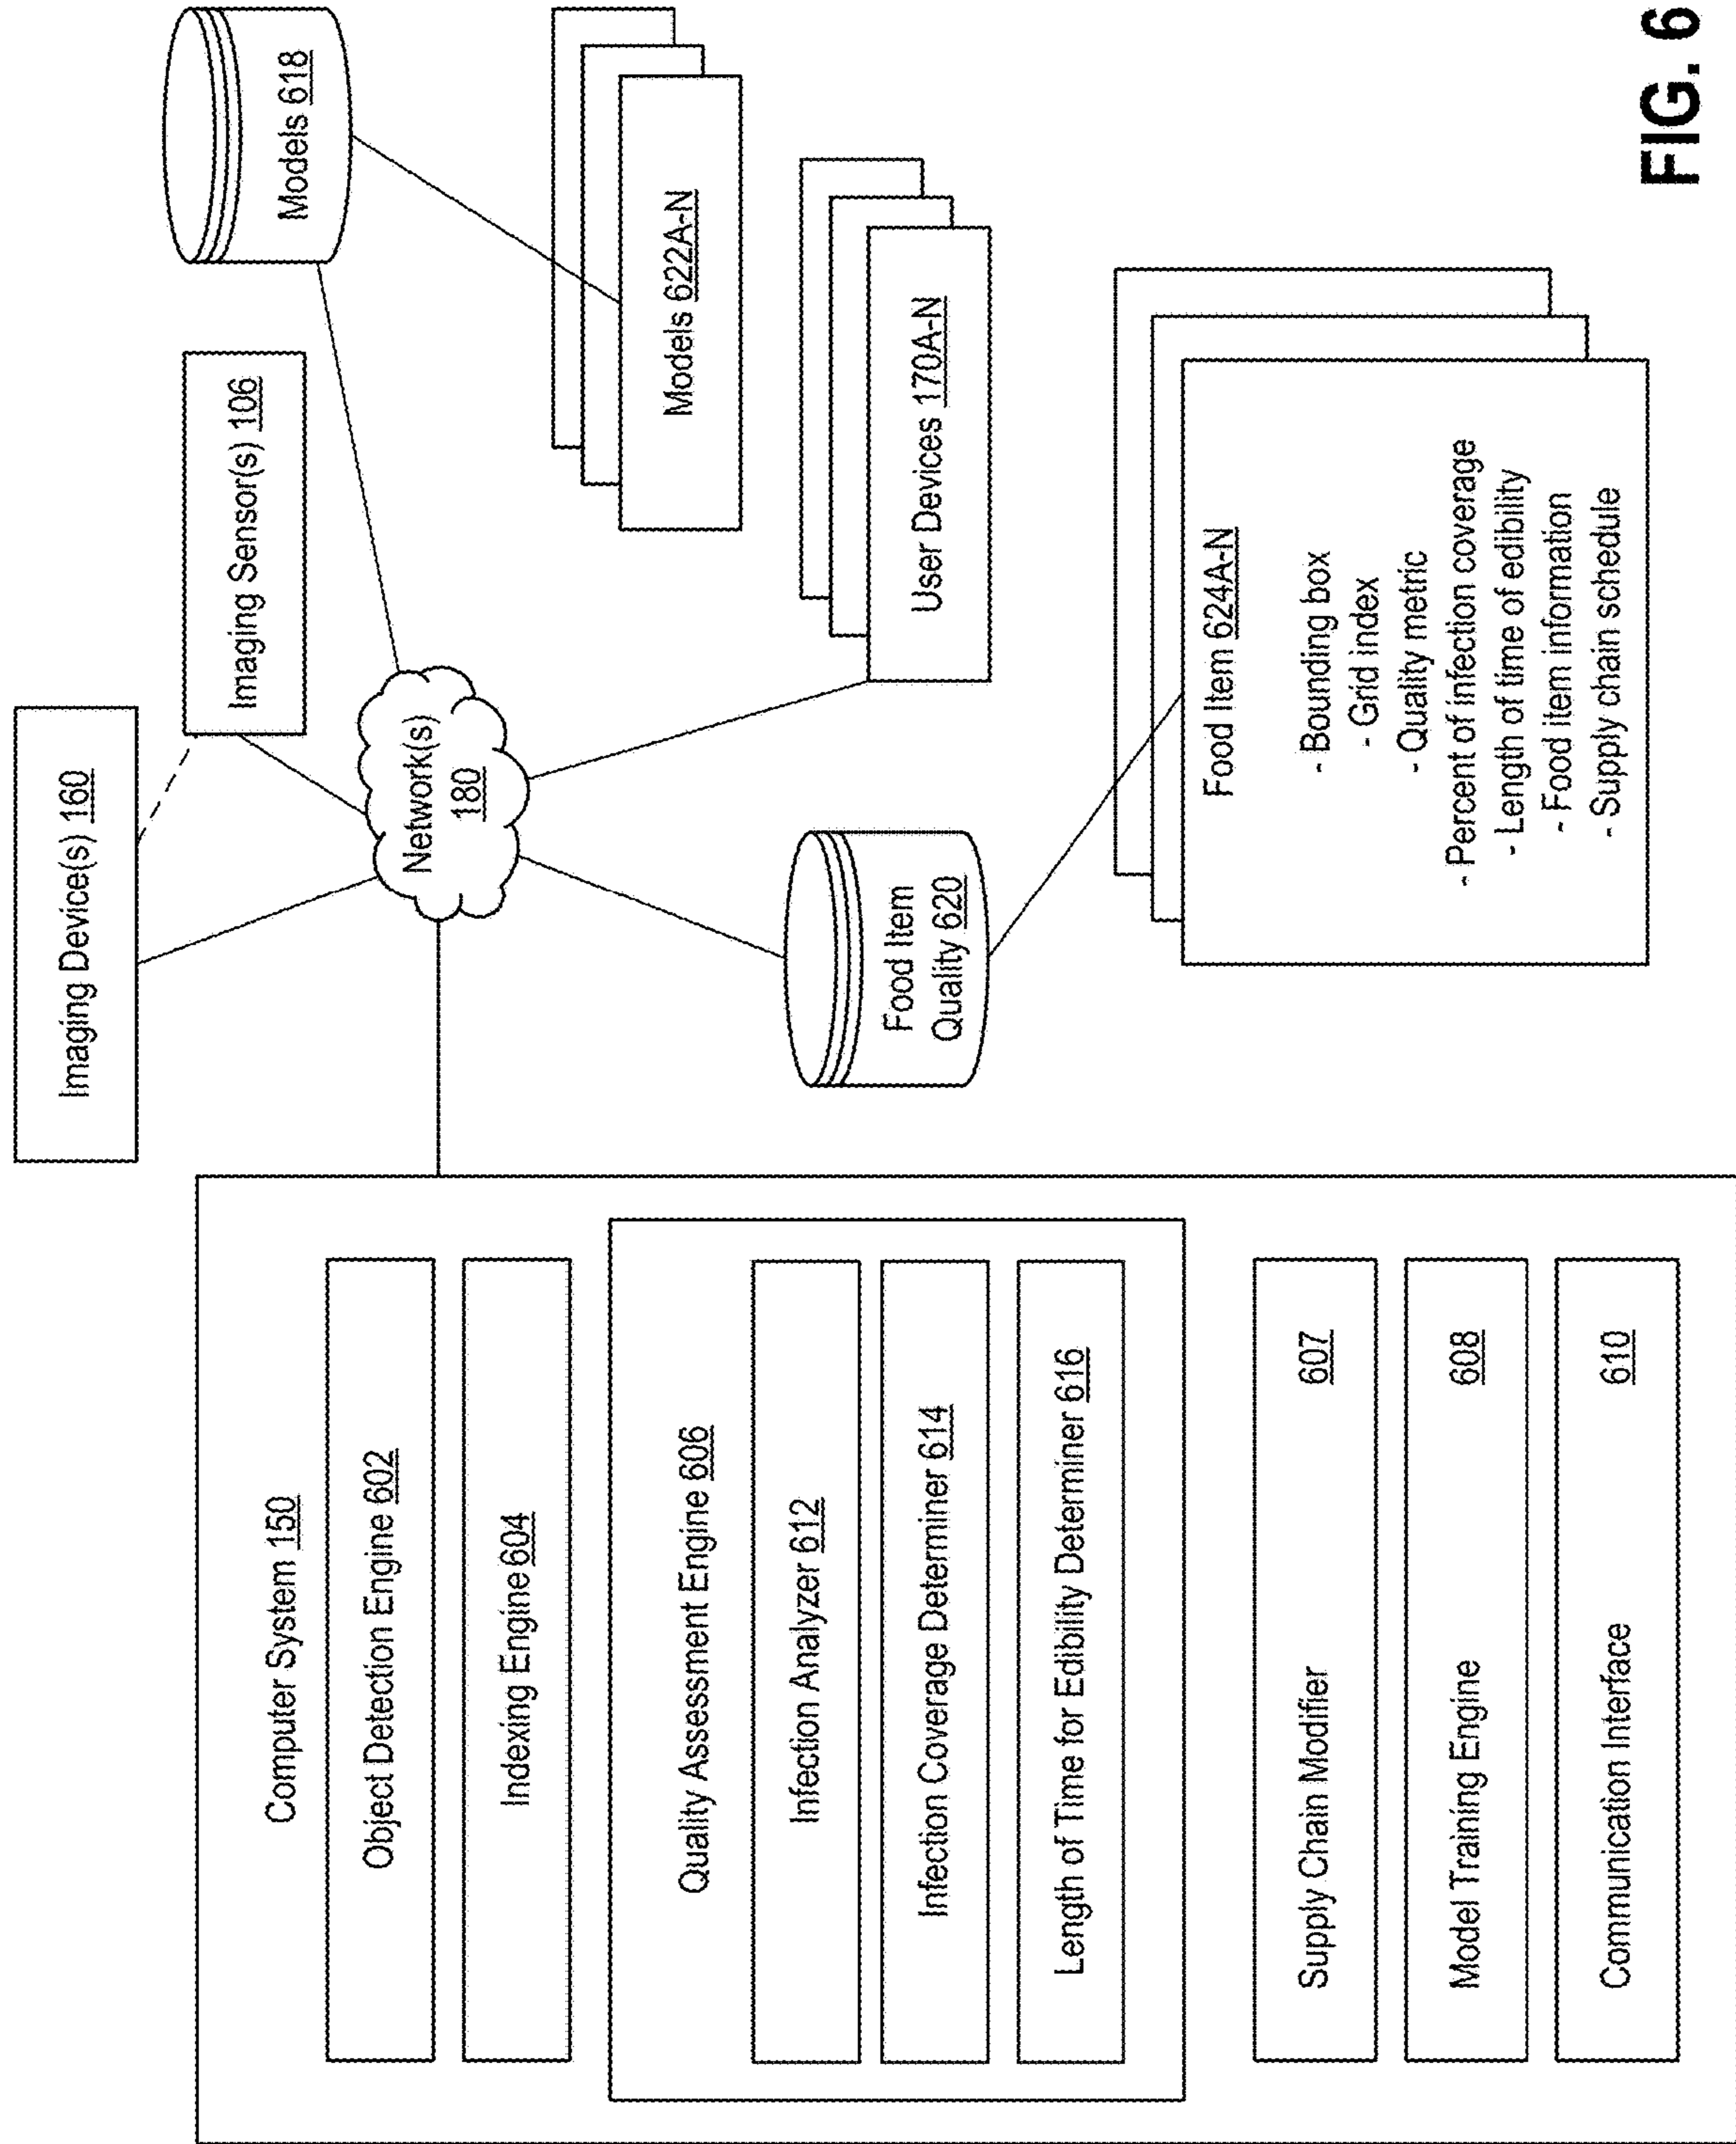 Computer System 150
Object Detection Engine 602
Indexing Engine 604
Quality Assessment Engine 606
Infection Analyzer 612
Infection Coverage Determiner 614
Length of Time for Edibility Determiner 616
Supply Chain Modifier 607
Model Training Engine 608
Communication Interface 610
Imaging Device(s) 160
Imaging Sensor(s) 106
Network(s)
180
Models 618
Models 622A-N
User Devices 170A-N
Food Item
Quality 620
Food Item 624A-N
- Bounding box
- Grid index
- Quality metric
- Percent of infection coverage
- Length of time of edibility
- Food item information
- Supply chain schedule
FIG. 6